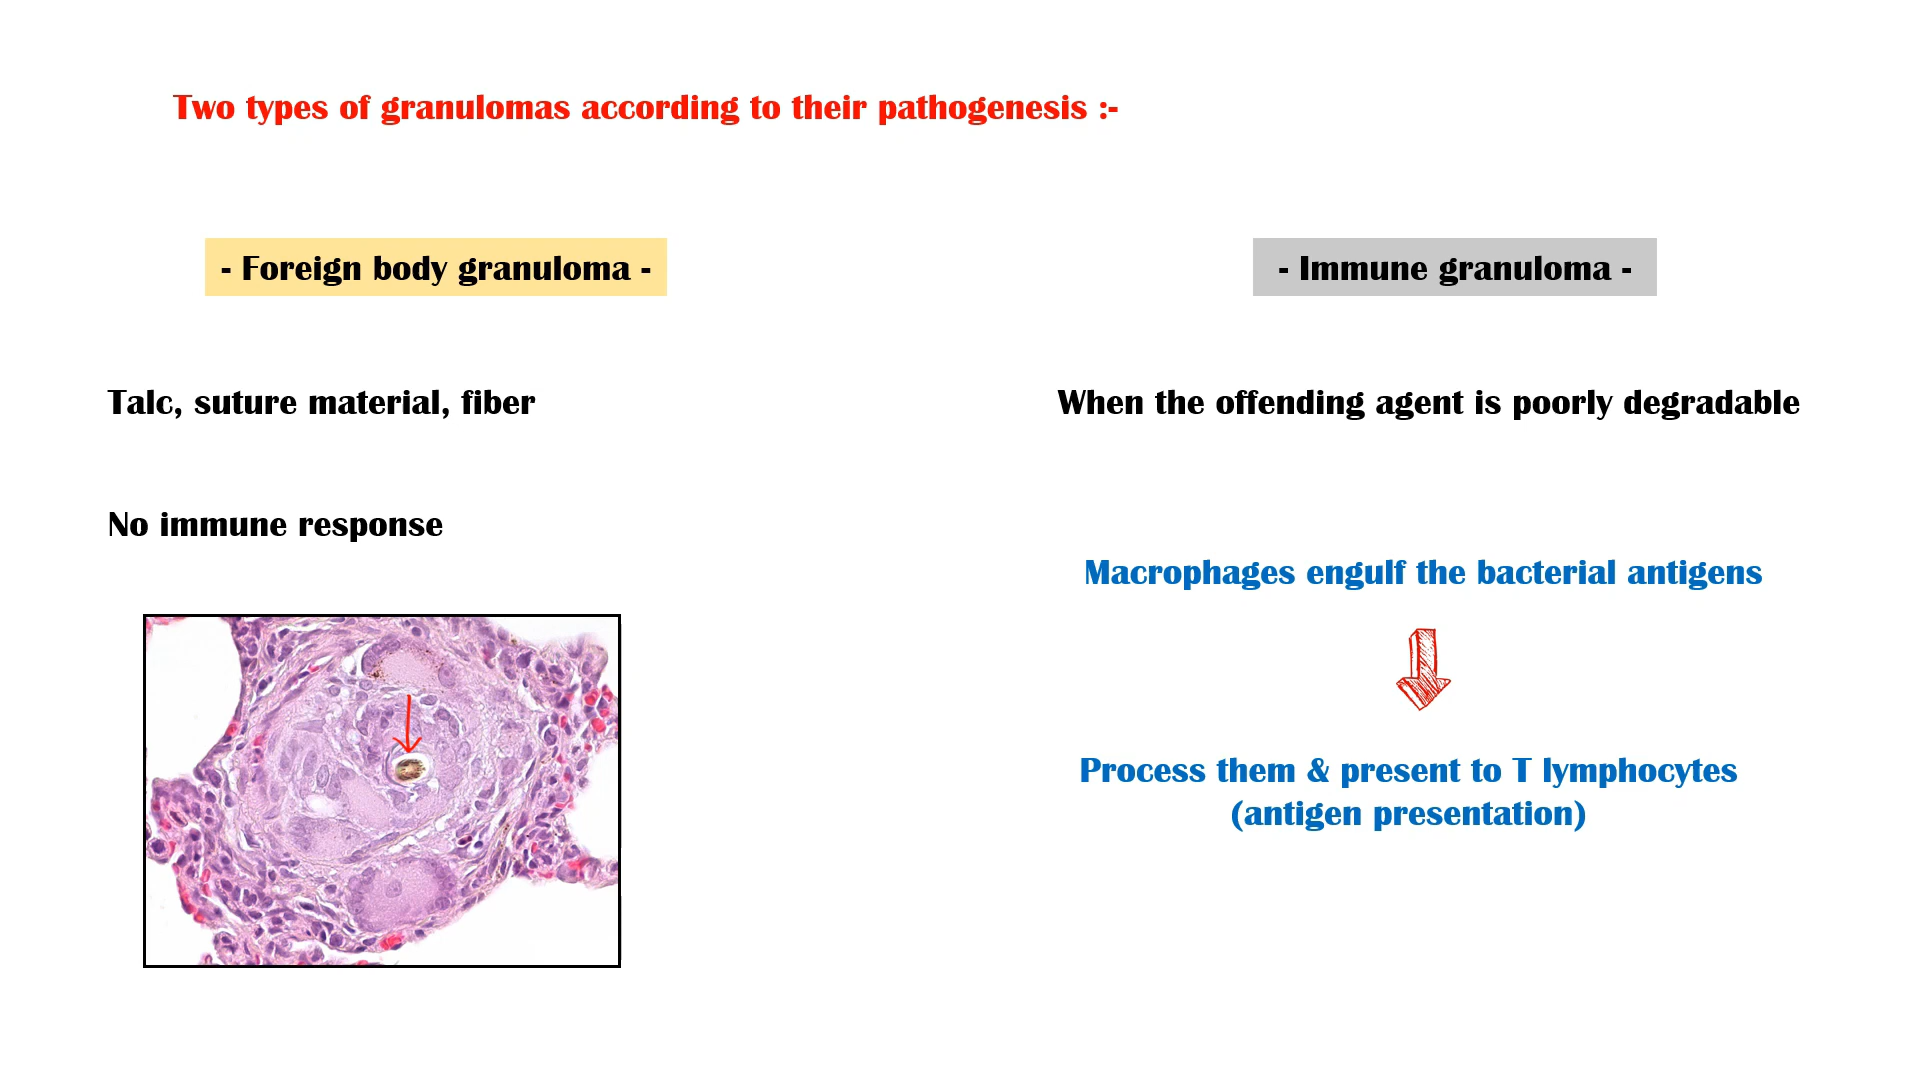 Two types of granulomas according to their pathogenesis :-
- Foreign body granuloma -
Talc, suture material, fiber
No immune response
- Immune granuloma -
When the offending agent is poorly degradable
Macrophages engulf the bacterial antigens
Process them & present to T lymphocytes
(antigen presentation)